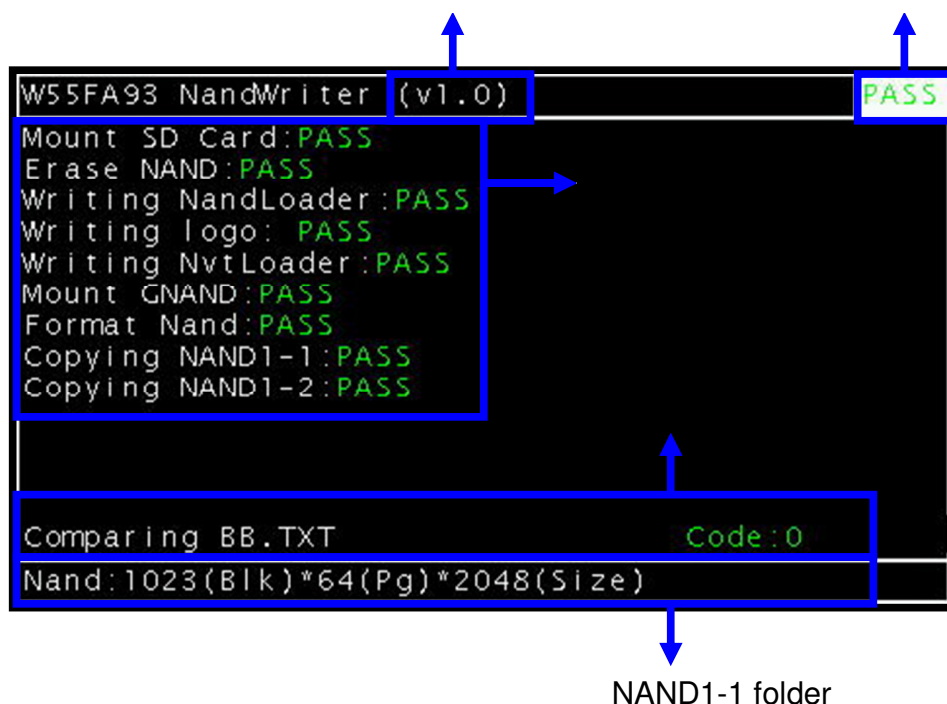 W55FA93 NandWriter (v1.0) PASS
Mount SD Card:PASS
Erase NAND:PASS
Writing NandLoader:PASS
Writing logo: PASS
Writing NvtLoader:PASS
Mount GNAND:PASS
Format Nand:PASS
Copying NAND1-1:PASS
Copying NAND1-2:PASS
Comparing BB.TXT Code:0
Nand:1023(Blk)*64(Pg)*2048(Size)
NAND1-1 folder